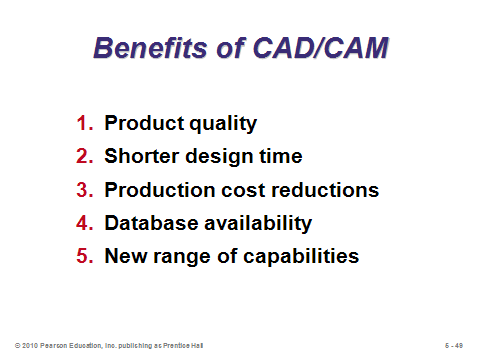 Benefits of CAD/CAM
1. Product quality
2. Shorter design time
3. Production cost reductions
4. Database availability
5. New range of capabilities
© 2010 Pearson Education, Inc. publishing as Prentice Hall 5 - 49